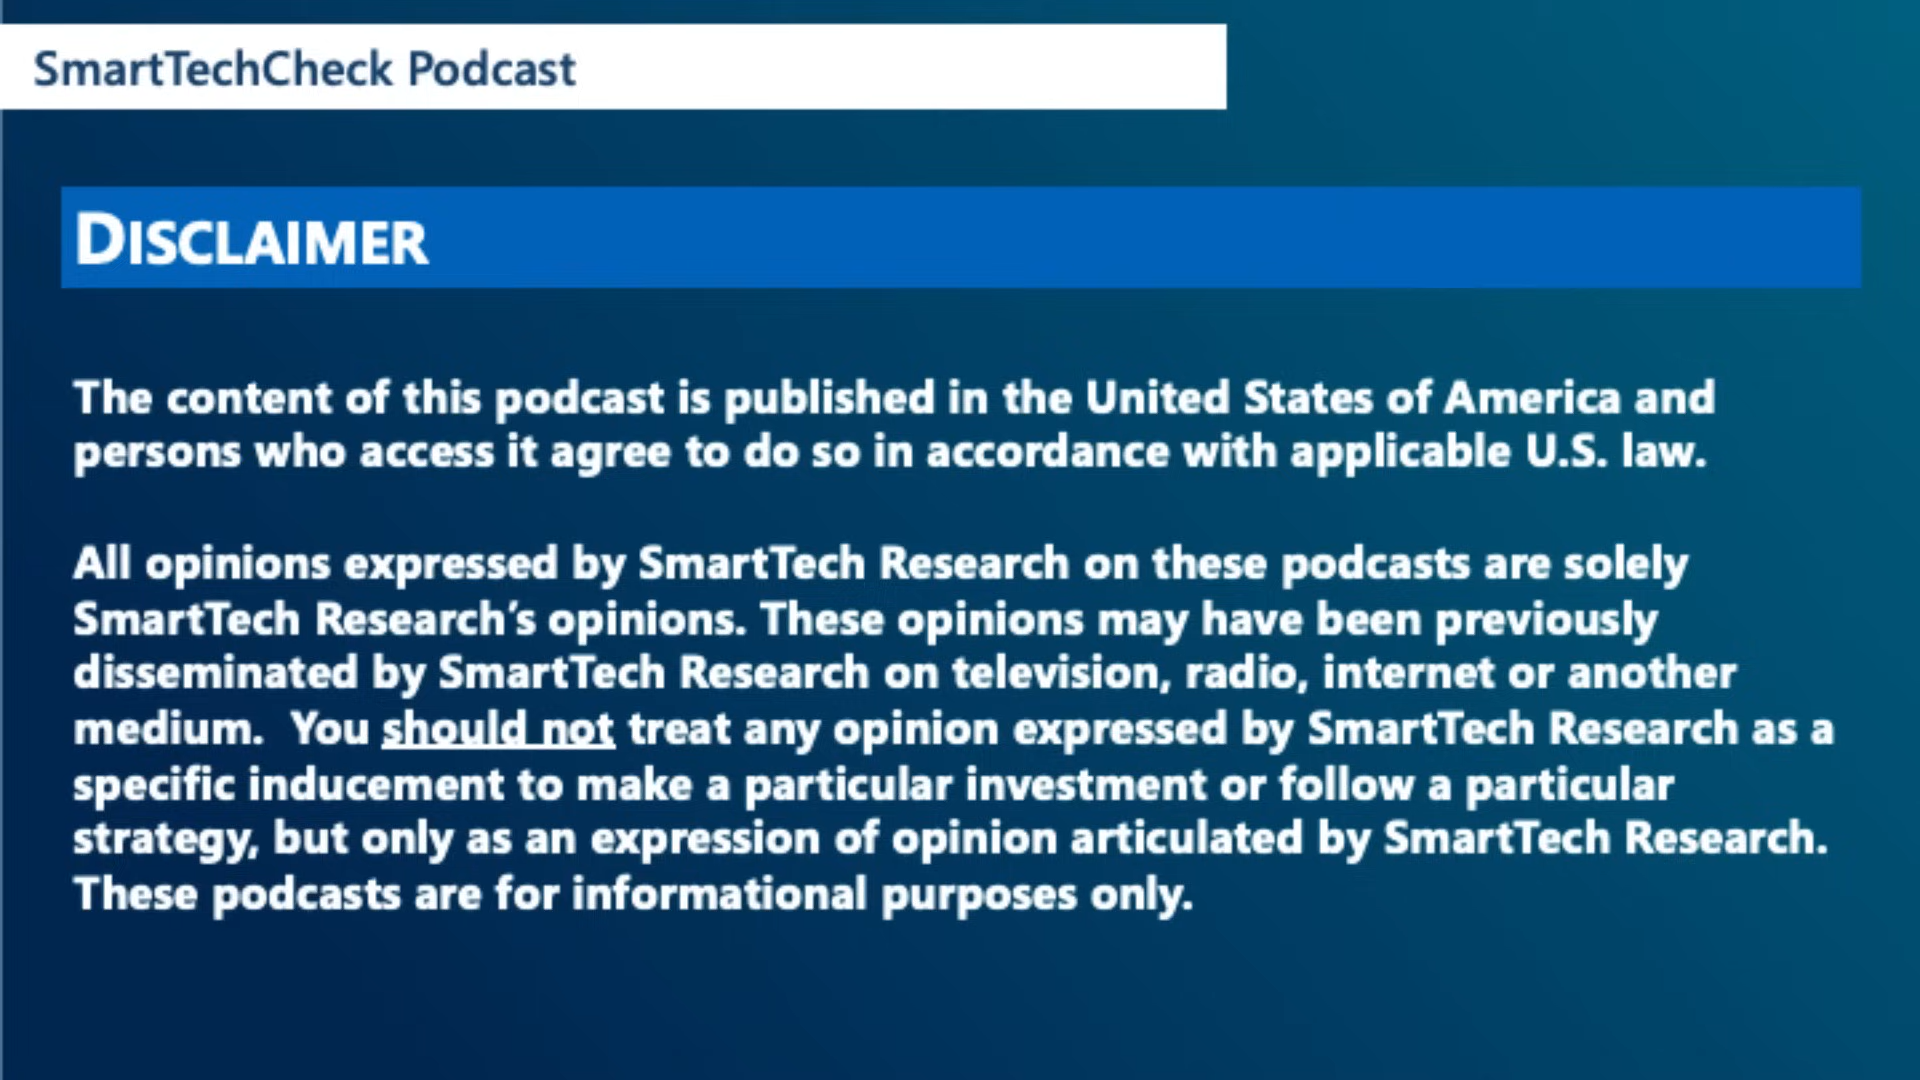 SmartTechCheck Podcast
DISCLAIMER
The content of this podcast is published in the United States of America and
persons who access it agree to do so in accordance with applicable U.S. law.
All opinions expressed by SmartTech Research on these podcasts are solely
SmartTech Research’s opinions. These opinions may have been previously
disseminated by SmartTech Research on television, radio, internet or another
medium.  You should not treat any opinion expressed by SmartTech Research as a
specific inducement to make a particular investment or follow a particular
strategy, but only as an expression of opinion articulated by SmartTech Research.
These podcasts are for informational purposes only.